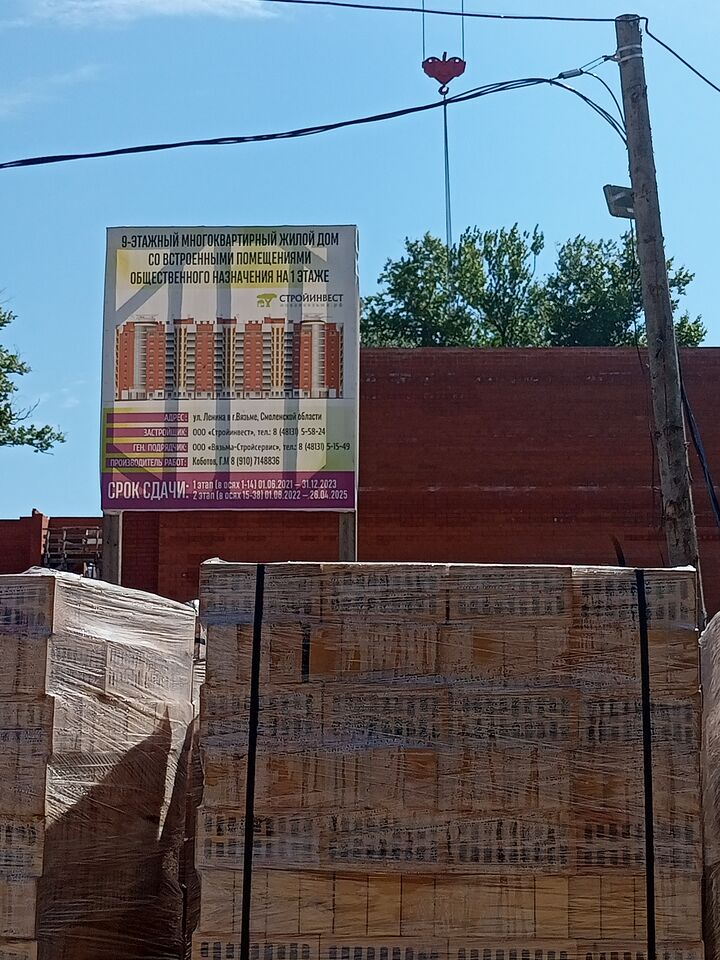 9-ЭТАЖНЫЙ МНОГОКВАРТИРНЫЙ ЖИЛОЙ ДОМ
СО ВСТРОЕННЫМИ ПОМЕЩЕНИЯМИ
ОБЩЕСТВЕННОГО НАЗНАЧЕНИЯ НА 1 ЭТАЖЕ
СТРОЙИНВЕСТ
АДРЕС: ул. Ленина в г.Вязьме, Смоленской области
ЗАСТРОЙЩИК: ООО «Стройинвест», тел.: 8 (48131) 5-58-24
ГЕН. ПОДРЯДЧИК: ООО «Вязьма-Стройсервис», тел.: 8 (48131) 5-15-49
ПРОИЗВОДИТЕЛЬ РАБОТ: Коботов, Г.М 8 (910) 7148836
СРОК СДАЧИ: 1 этап (в осях 1-14) 01.06.2021 – 31.12.2023
2 этап (в осях 15-38) 01.08.2022 – 26.04.2025